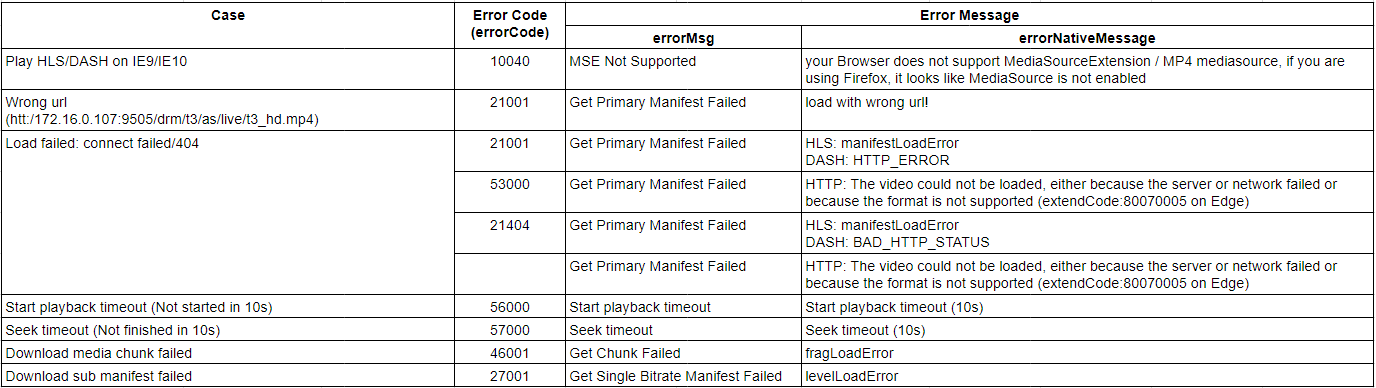 Case
Error Code
(errorCode)
Error Message
errorMsg
errorNativeMessage
Play HLS/DASH on IE9/IE10
10040
MSE Not Supported
your Browser does not support MediaSourceExtension / MP4 mediasource, if you are
using Firefox, it looks like MediaSource is not enabled
Wrong url
(htt:/172.16.0.107:9505/drm/t3/as/live/t3_hd.mp4)
21001
Get Primary Manifest Failed
load with wrong url!
Load failed: connect failed/404
21001
Get Primary Manifest Failed
HLS: manifestLoadError
DASH: HTTP_ERROR
53000
Get Primary Manifest Failed
HTTP: The video could not be loaded, either because the server or network failed or
because the format is not supported (extendCode:80070005 on Edge)
21404
Get Primary Manifest Failed
HLS: manifestLoadError
DASH: BAD_HTTP_STATUS
Get Primary Manifest Failed
HTTP: The video could not be loaded, either because the server or network failed or
because the format is not supported (extendCode:80070005 on Edge)
Start playback timeout (Not started in 10s)
56000
Start playback timeout
Start playback timeout (10s)
Seek timeout (Not finished in 10s)
57000
Seek timeout
Seek timeout (10s)
Download media chunk failed
46001
Get Chunk Failed
fragLoadError
Download sub manifest failed
27001
Get Single Bitrate Manifest Failed
levelLoadError